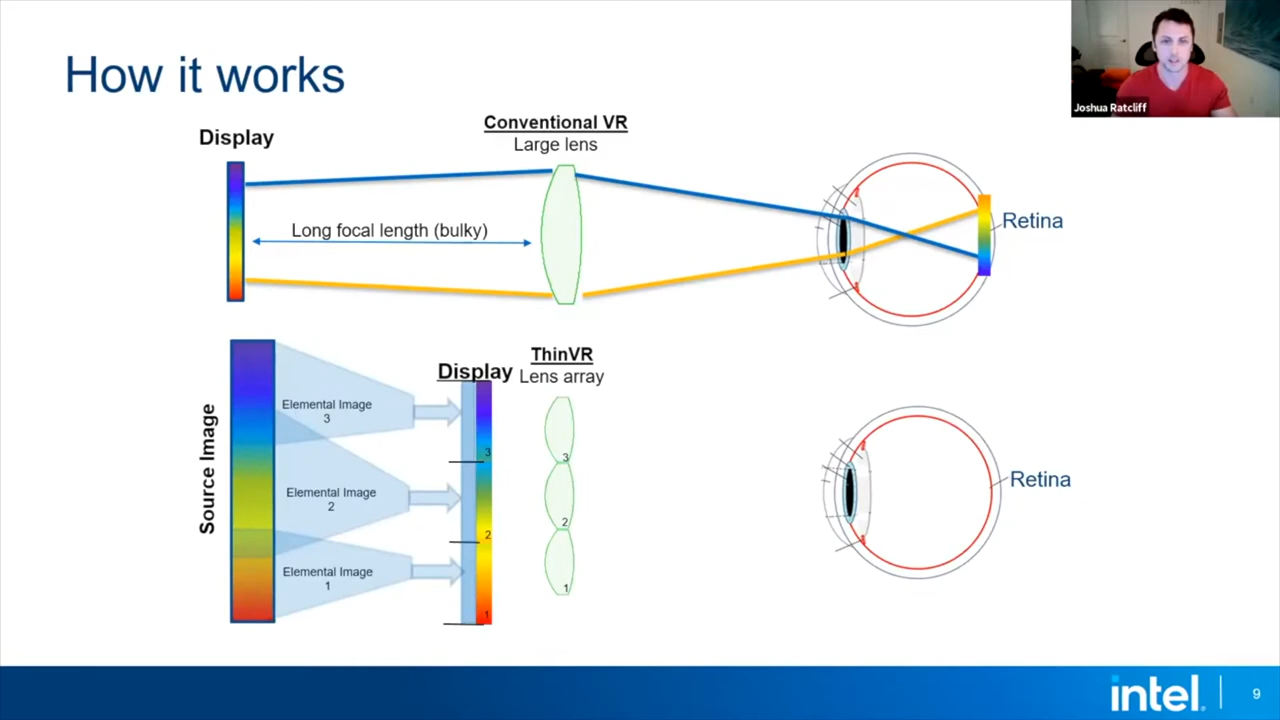 How it works
Joshua Ratcliff
Display
Conventional VR
Large lens
Long focal length (bulky)
Retina
Source Image
Elemental Image
3
Elemental Image
2
Elemental Image
1
Display
3
2
1
ThinVR
Lens array
3
2
1
Retina
intel.
9